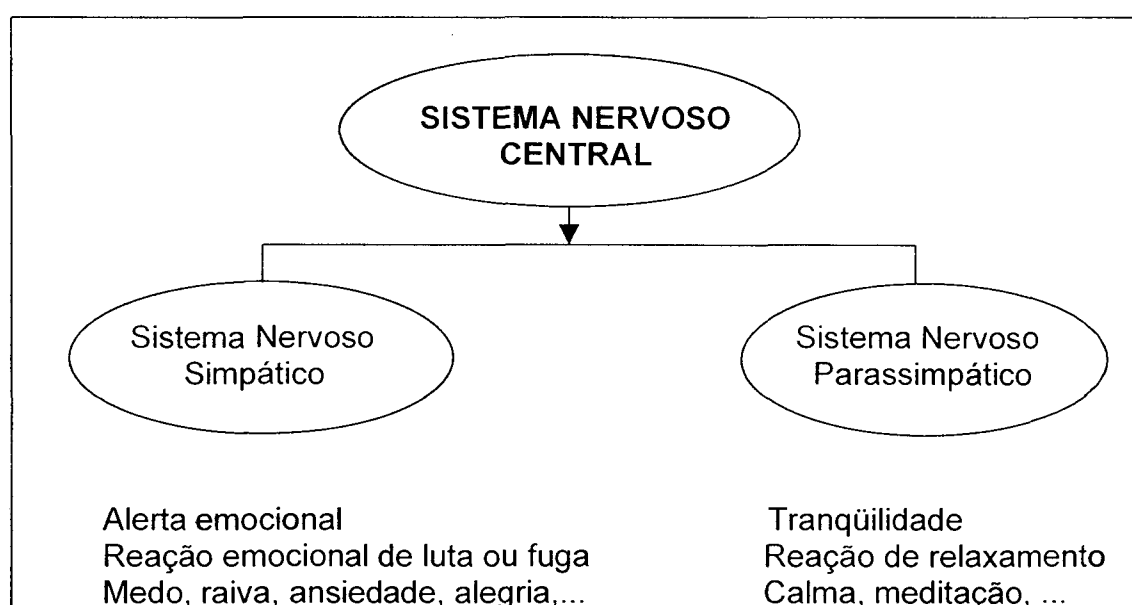 SISTEMA NERVOSO
CENTRAL
Sistema Nervoso
Simpático
Sistema Nervoso
Parassimpático
Alerta emocional
Reação emocional de luta ou fuga
Medo, raiva, ansiedade, alegria,...
Tranqüilidade
Reação de relaxamento
Calma, meditação, ...